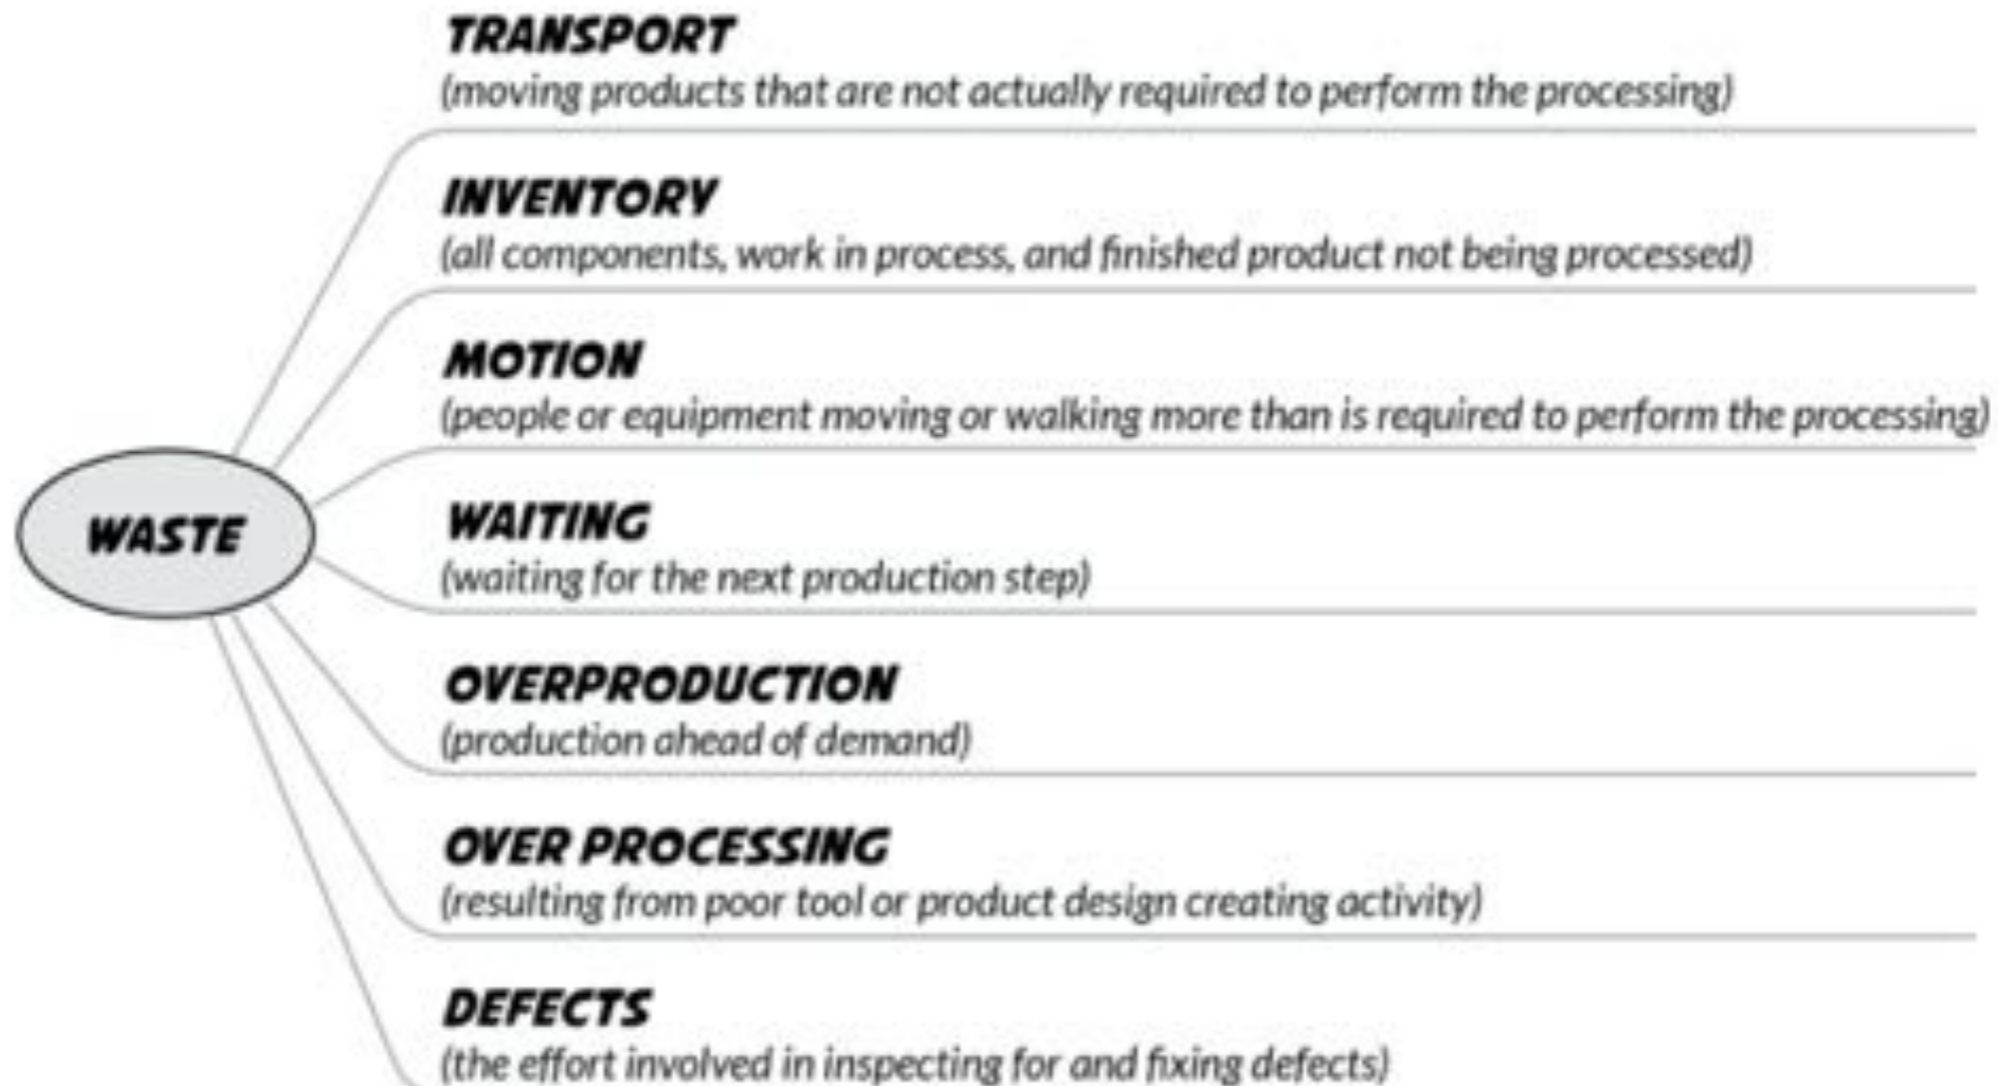 TRANSPORT
(moving products that are not actually required to perform the processing)
INVENTORY
(all components, work in process, and finished product not being processed)
MOTION
(people or equipment moving or walking more than is required to perform the processing)
WASTE
WAITING
(waiting for the next production step)
OVERPRODUCTION
(production ahead of demand)
OVER PROCESSING
(resulting from poor tool or product design creating activity)
DEFECTS
(the effort involved in inspecting for and fixing defects)